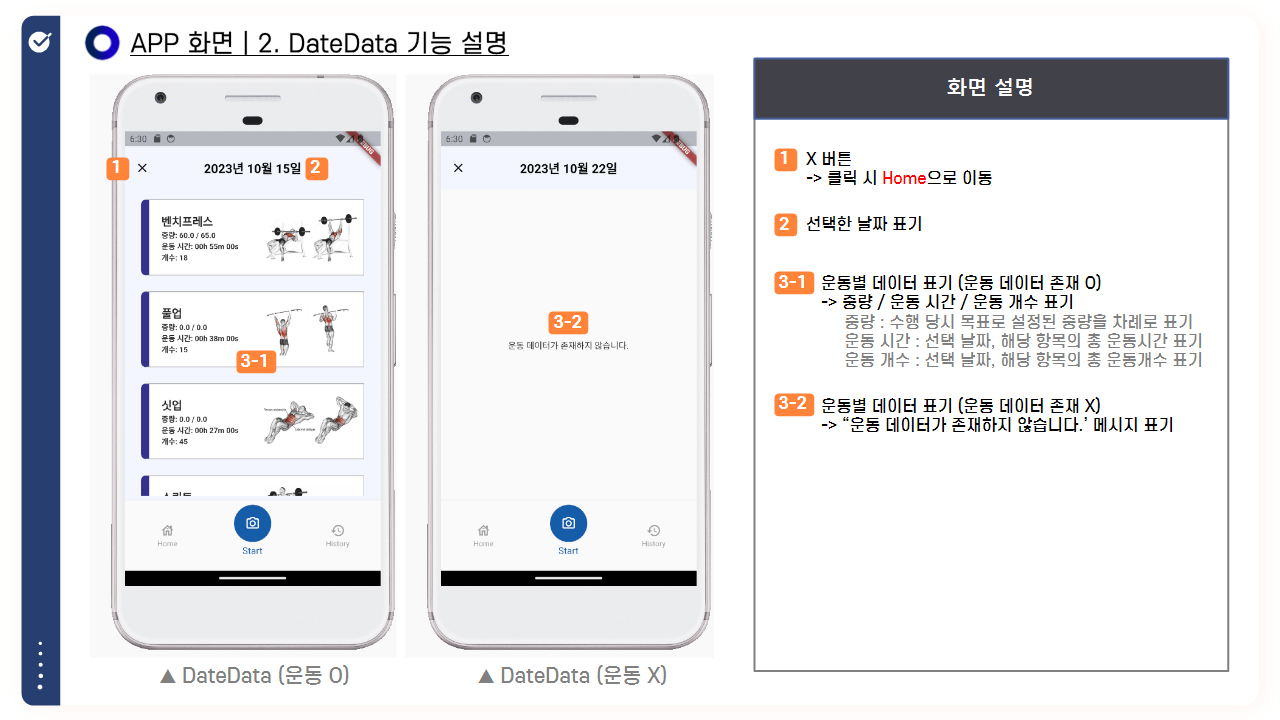 APP 화면 | 2. DateData 기능 설명
6:30
1
2023년 10월 15일
2
벤치프레스
중량: 60.0 / 65.0
운동 시간: 00h 55m 00s
개수: 18
풀업
중량: 0.0 / 0.0
운동 시간: 00h 38m 00s
개수: 15
3-1
싯업
중량: 0.0 / 0.0
운동 시간: 00h 27m 00s
개수: 45
Home
Start
History
▲ DateData (운동 O)
6:30
2023년 10월 22일
3-2
운동 데이터가 존재하지 않습니다.
Home
Start
History
▲ DateData (운동 X)
화면 설명
1 X 버튼
-> 클릭 시 Home으로 이동
2 선택한 날짜 표기
3-1 운동별 데이터 표기 (운동 데이터 존재 O)
-> 중량 / 운동 시간 / 운동 개수 표기
중량 : 수행 당시 목표로 설정된 중량을 차례로 표기
운동 시간 : 선택 날짜, 해당 항목의 총 운동시간 표기
운동 개수 : 선택 날짜, 해당 항목의 총 운동개수 표기
3-2 운동별 데이터 표기 (운동 데이터 존재 X)
-> “운동 데이터가 존재하지 않습니다.’ 메시지 표기